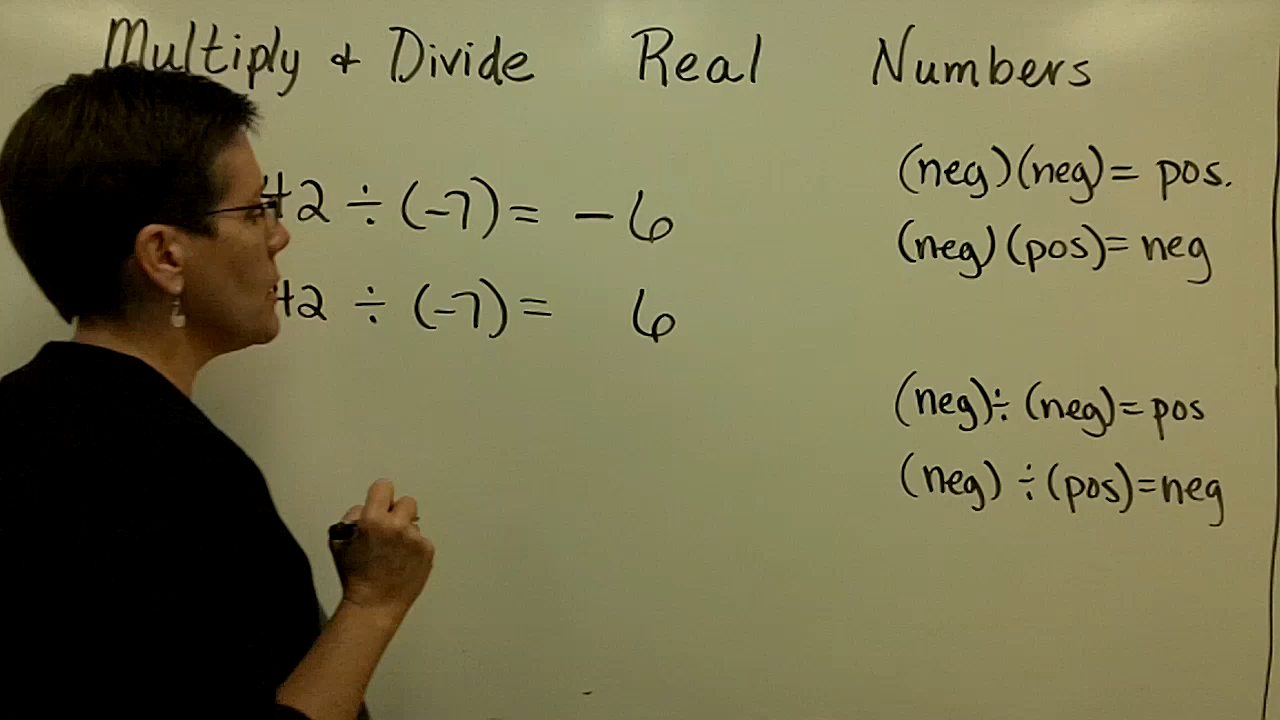 Multiply + Divide Real Numbers
(neg)(neg)= pos.
(neg)(pos)= neg
42 ÷ (-7) = -6
42 ÷ (-7) = 6
(neg)÷(neg)=pos
(neg) ÷(pos)=neg